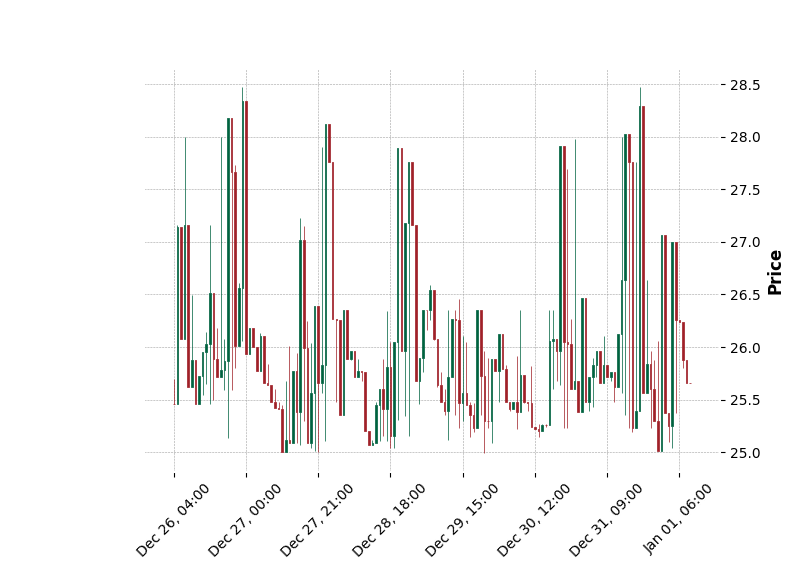 28.5
28.0
27.5
27.0
26.5
26.0
25.5
25.0
Price
Dec 26, 04:00
Dec 27, 00:00
Dec 27, 21:00
Dec 28, 18:00
Dec 29, 15:00
Dec 30, 12:00
Dec 31, 09:00
Jan 01, 06:00